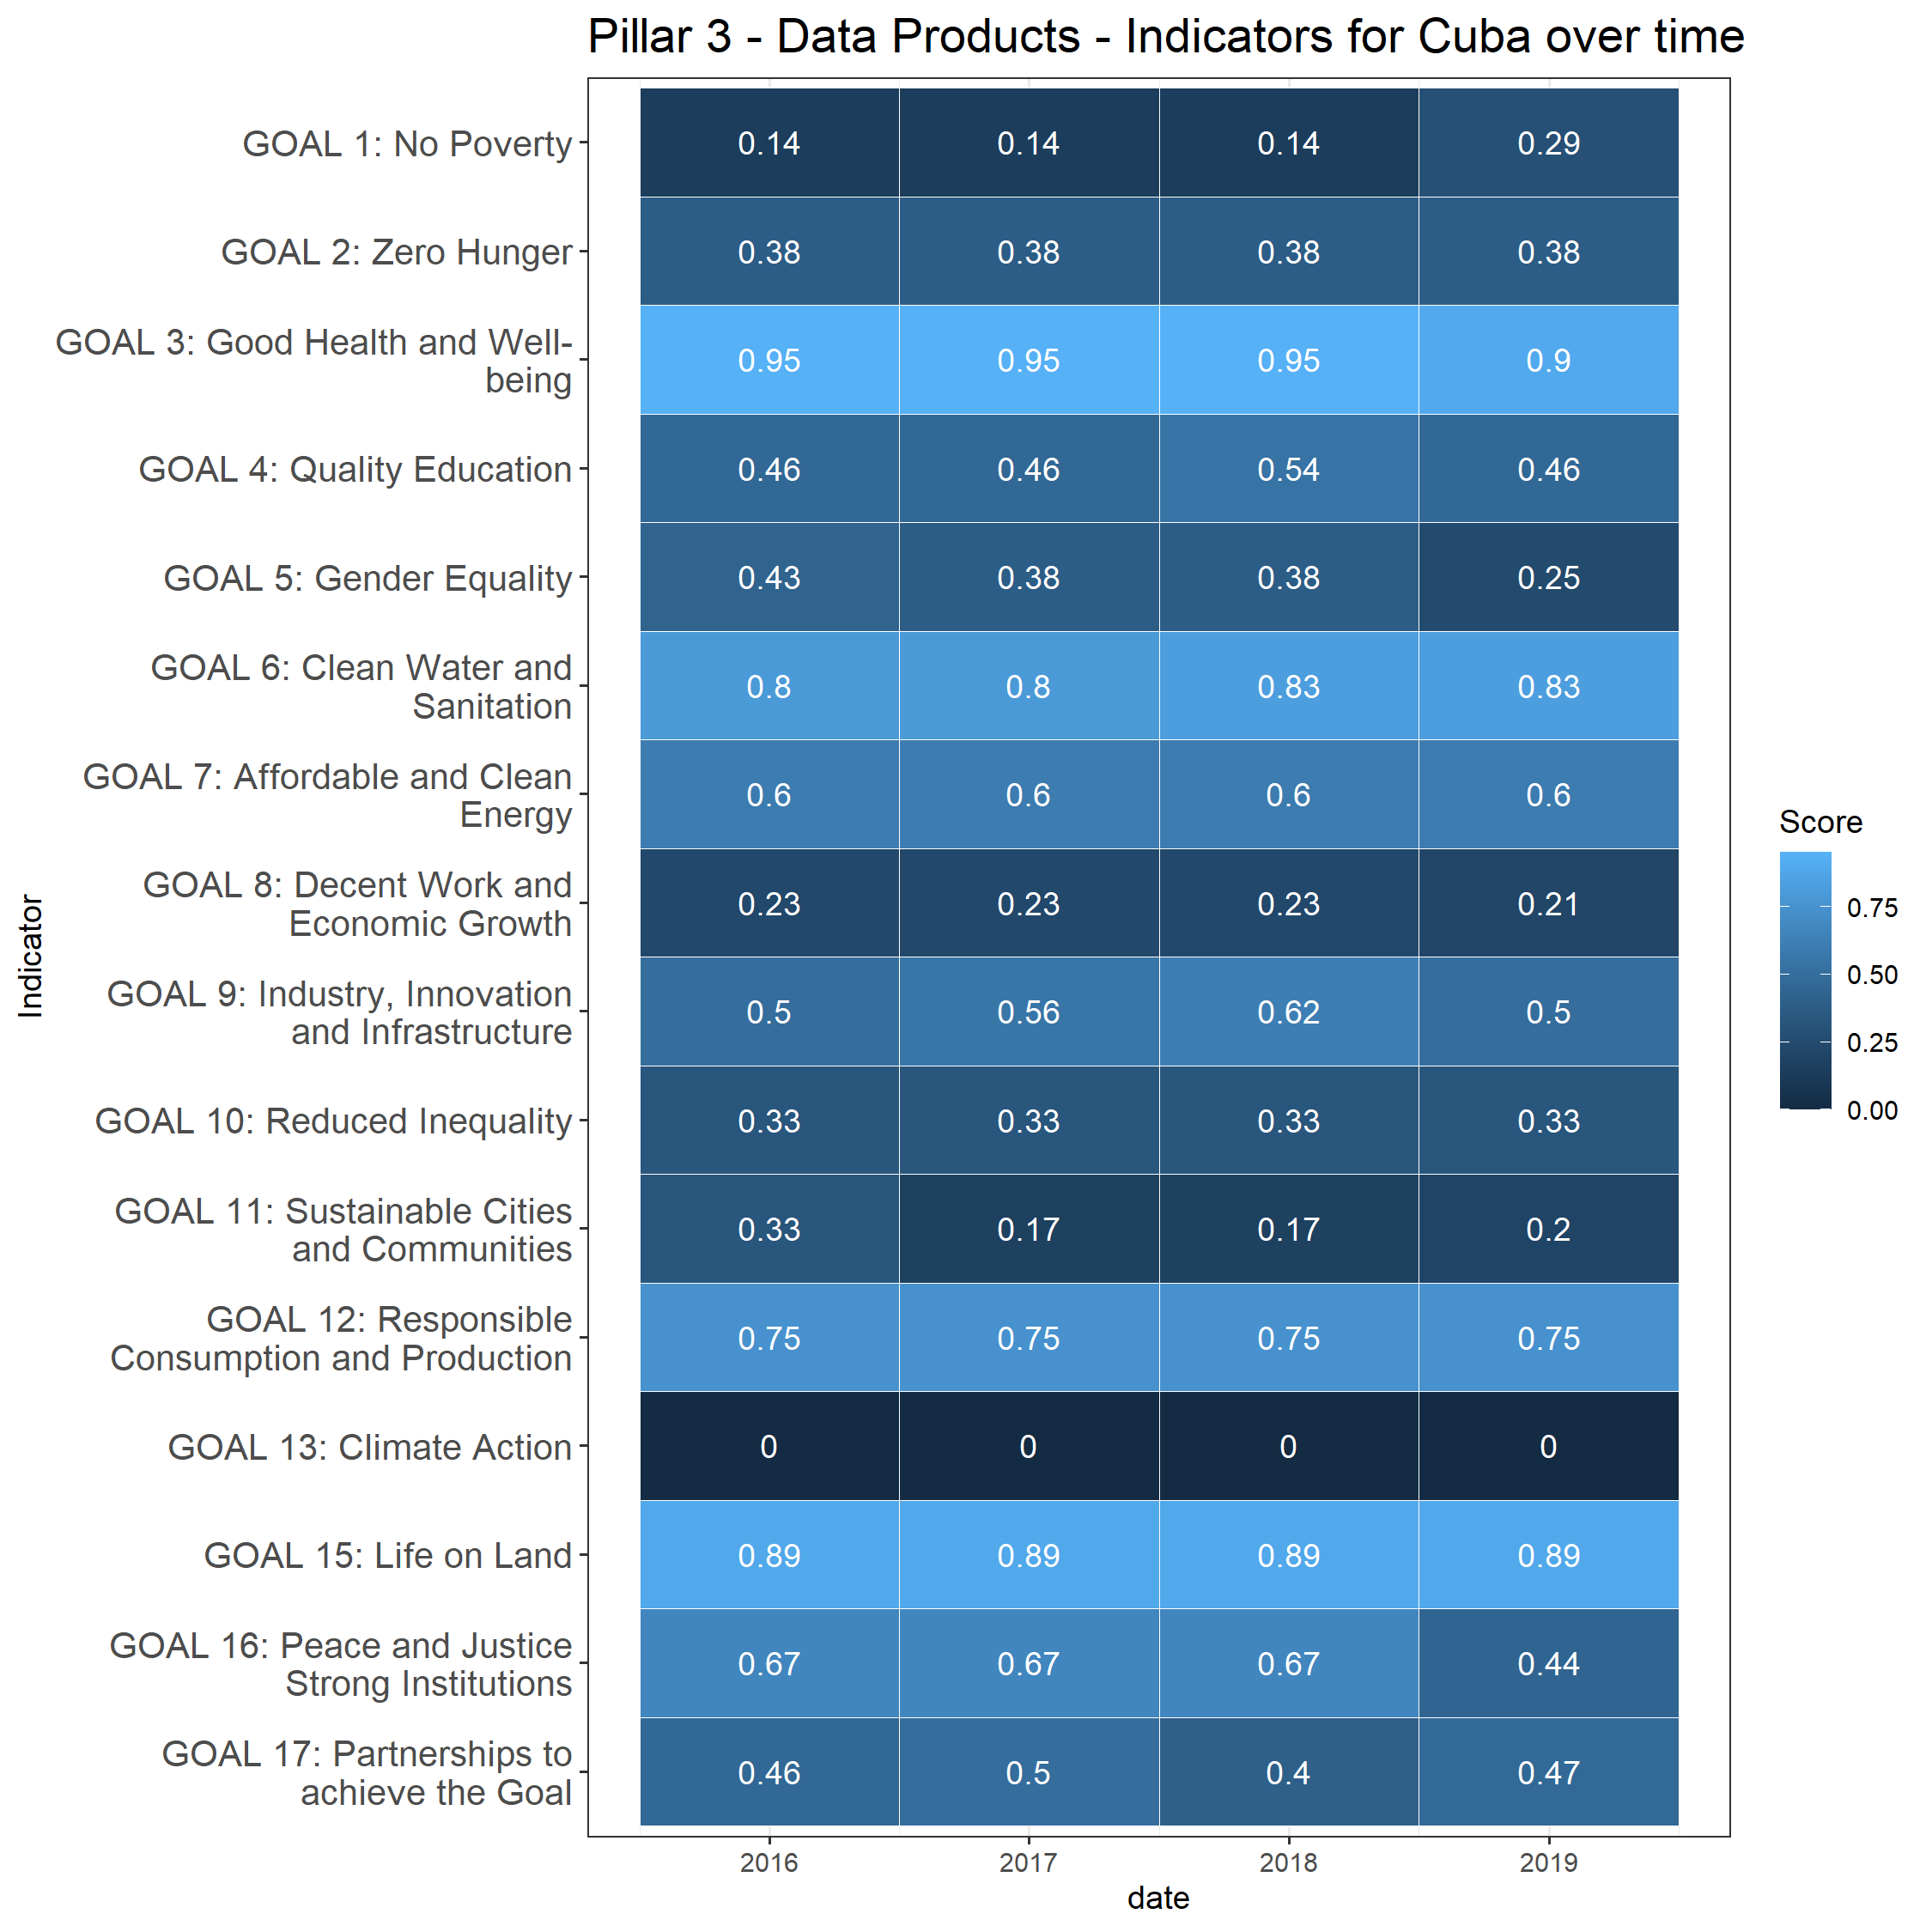 Pillar 3 - Data Products - Indicators for Cuba over time
GOAL 1: No Poverty
0.14 0.14 0.14 0.29
GOAL 2: Zero Hunger
0.38 0.38 0.38 0.38
GOAL 3: Good Health and Well-
being
0.95 0.95 0.95 0.9
GOAL 4: Quality Education
0.46 0.46 0.54 0.46
GOAL 5: Gender Equality
0.43 0.38 0.38 0.25
GOAL 6: Clean Water and
Sanitation
0.8 0.8 0.83 0.83
GOAL 7: Affordable and Clean
Energy
0.6 0.6 0.6 0.6
GOAL 8: Decent Work and
Economic Growth
0.23 0.23 0.23 0.21
GOAL 9: Industry, Innovation
and Infrastructure
0.5 0.56 0.62 0.5
GOAL 10: Reduced Inequality
0.33 0.33 0.33 0.33
GOAL 11: Sustainable Cities
and Communities
0.33 0.17 0.17 0.2
GOAL 12: Responsible
Consumption and Production
0.75 0.75 0.75 0.75
GOAL 13: Climate Action
0 0 0 0
GOAL 15: Life on Land
0.89 0.89 0.89 0.89
GOAL 16: Peace and Justice
Strong Institutions
0.67 0.67 0.67 0.44
GOAL 17: Partnerships to
achieve the Goal
0.46 0.5 0.4 0.47
2016 2017 2018 2019
date
Indicator
Score
0.75
0.50
0.25
0.00